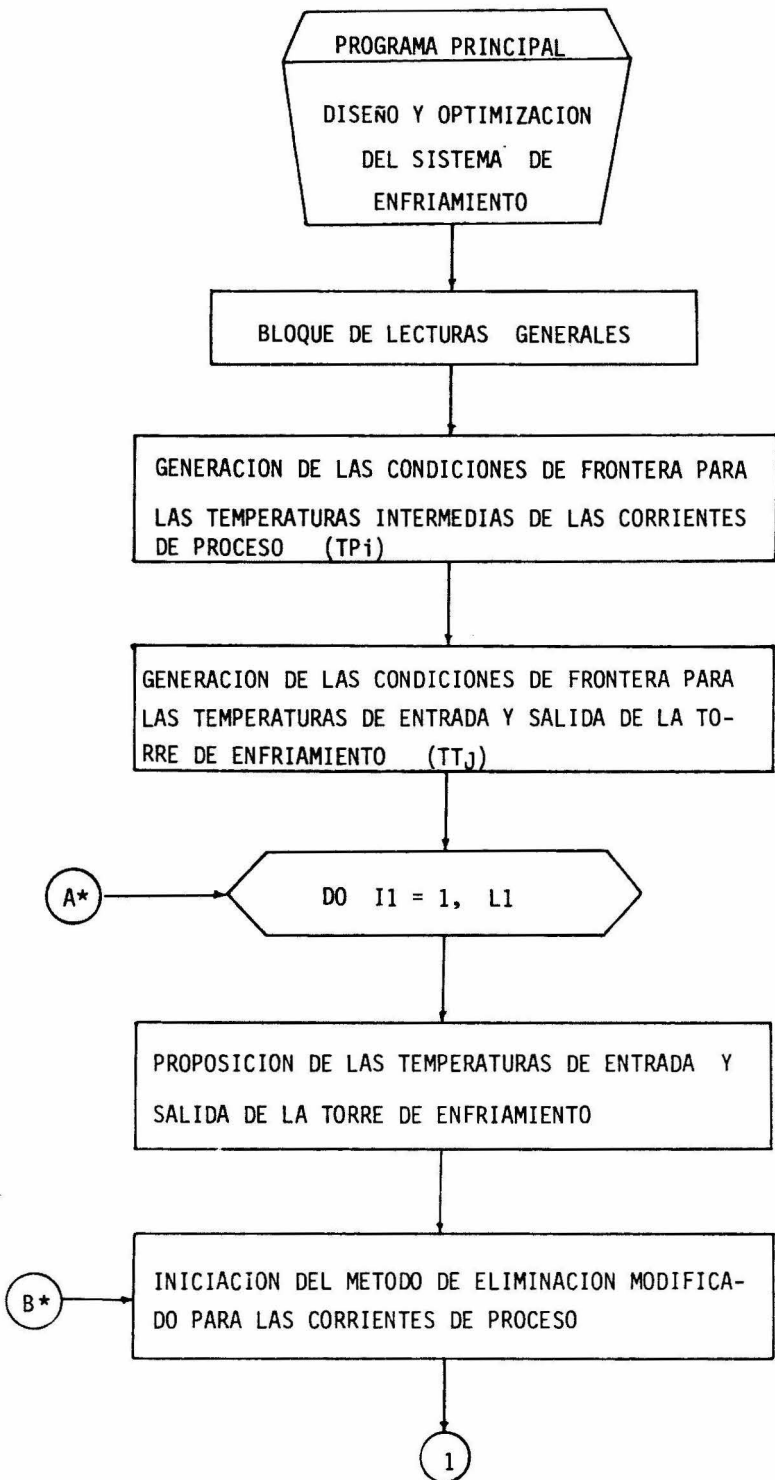 PROGRAMA PRINCIPAL
DISEÑO Y OPTIMIZACION
DEL SISTEMA DE
ENFRIAMIENTO
BLOQUE DE LECTURAS GENERALES
GENERACION DE LAS CONDICIONES DE FRONTERA PARA
LAS TEMPERATURAS INTERMEDIAS DE LAS CORRIENTES
DE PROCESO (TPi)
GENERACION DE LAS CONDICIONES DE FRONTERA PARA
LAS TEMPERATURAS DE ENTRADA Y SALIDA DE LA TO-
RRE DE ENFRIAMIENTO (TTJ)
A*
DO I1 = 1, L1
PROPOSICION DE LAS TEMPERATURAS DE ENTRADA Y
SALIDA DE LA TORRE DE ENFRIAMIENTO
B*
INICIACION DEL METODO DE ELIMINACION MODIFICA-
DO PARA LAS CORRIENTES DE PROCESO
1